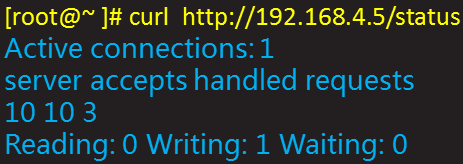 [root@~ ]# curl  http://192.168.4.5/status
Active connections: 1
server accepts handled requests
10 10 3
Reading: 0 Writing: 1 Waiting: 0